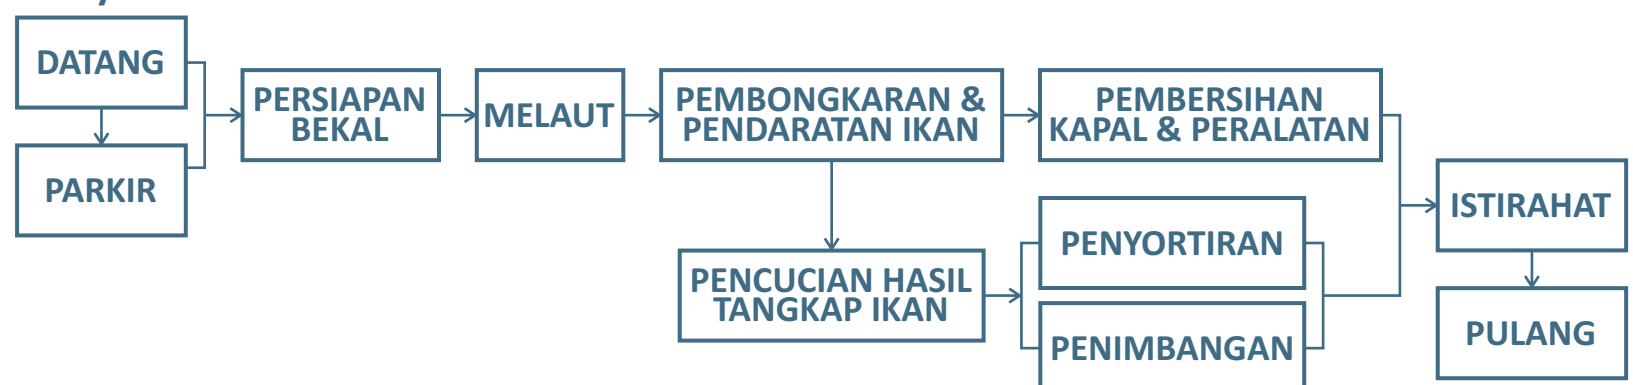 DATANG
PARKIR
PERSIAPAN
BEKAL
MELAUT
PEMBONGKARAN &
PENDARATAN IKAN
PEMBERSIHAN
KAPAL & PERALATAN
PENCUCIAN HASIL
TANGKAP IKAN
PENYORTIRAN
PENIMBANGAN
ISTIRAHAT
PULANG